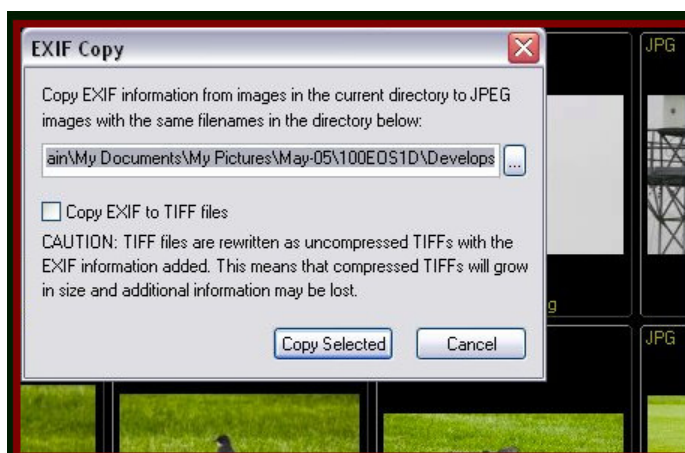 EXIF Copy
JPG
Copy EXIF information from images in the current directory to JPEG
images with the same filenames in the directory below:
ain\My Documents\My Pictures\May-05\100EOS1D\Develops
...
Copy EXIF to TIFF files
CAUTION: TIFF files are rewritten as uncompressed TIFFs with the
EXIF information added. This means that compressed TIFFs will grow
in size and additional information may be lost.
g
Copy Selected
Cancel
JPG